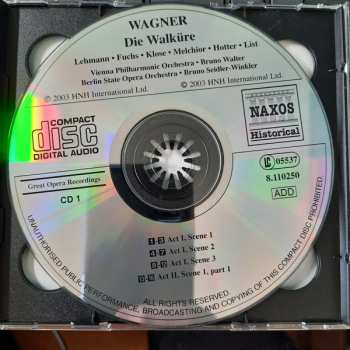 WAGNER
Die Walküre
Lehmann • Fuchs • Klose • Melchior • Hotter • List
Vienna Philharmonic Orchestra • Bruno Walter
Berlin State Opera Orchestra • Bruno Seidler-Winkler
℗ 2003 HNH International Ltd.
© 2003 HNH International Ltd.
COMPACT
disc
DIGITAL AUDIO
NAXOS
Historical
LC 05537
8.110250
ADD
Great Opera Recordings
CD 1
Act I, Scene 1
Act I, Scene 2
Act I, Scene 3
Act II, Scene 1, part 1
ALL RIGHTS RESERVED.
UNAUTHORISED PUBLIC PERFORMANCE, BROADCASTING AND COPYING OF THIS COMPACT DISC PROHIBITED.